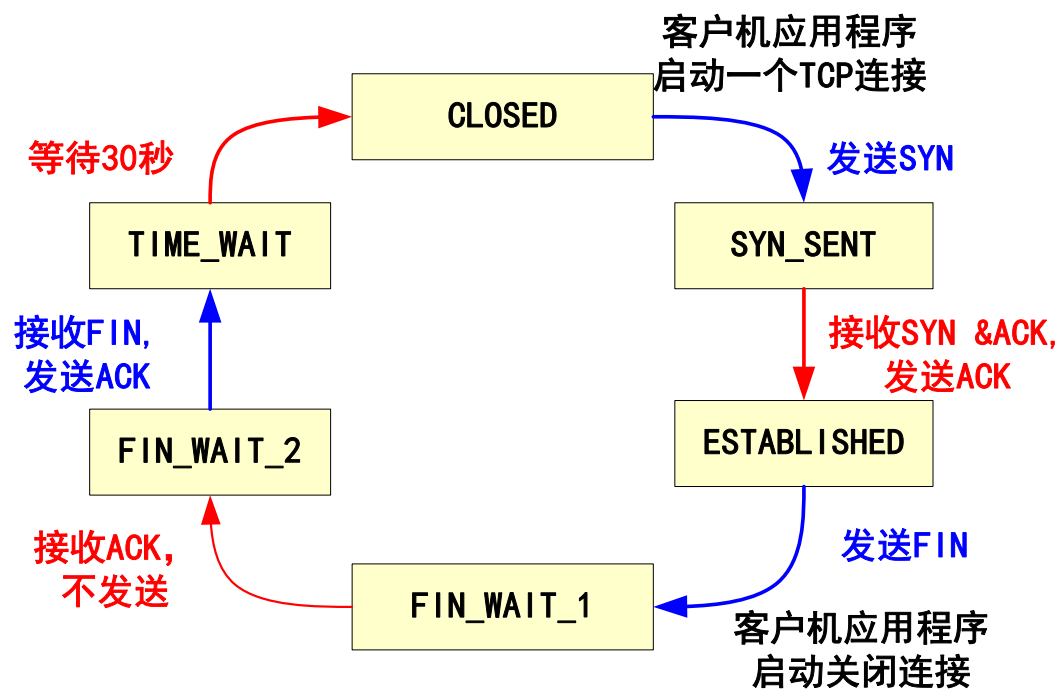 客户机应用程序
启动一个TCP连接
CLOSED
等待30秒
发送SYN
TIME_WAIT
SYN_SENT
接收FIN,
发送ACK
接收SYN &ACK,
发送ACK
FIN_WAIT_2
ESTABLISHED
接收ACK,
不发送
发送FIN
FIN_WAIT_1
客户机应用程序
启动关闭连接